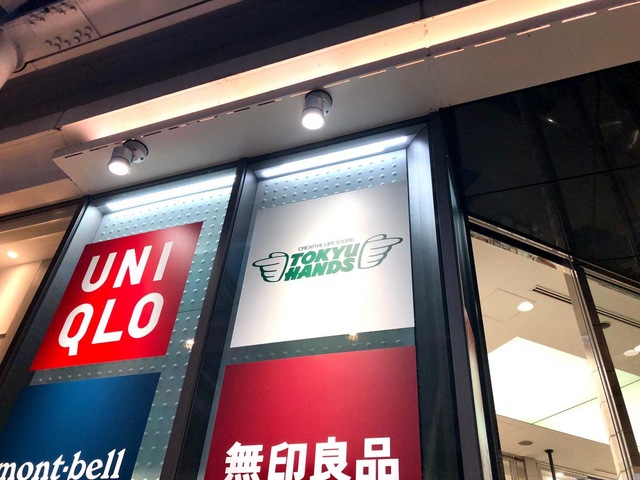 UNI
QLO
CREATIVE LIFE STORE
TOKYU
HANDS
mont-bell
無印良品